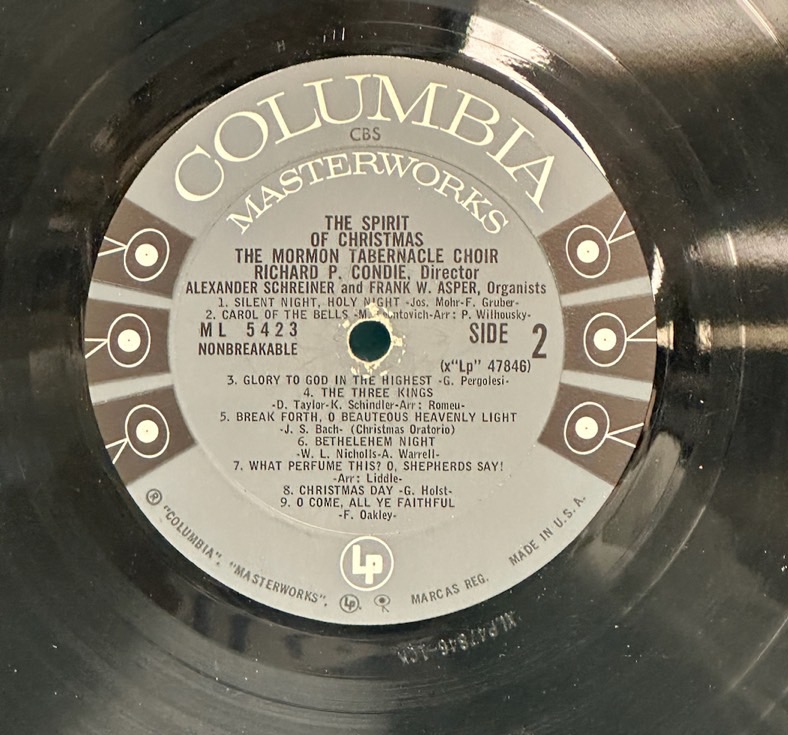 COLUMBIA
CBS
MASTERWORKS
THE SPIRIT
OF CHRISTMAS
THE MORMON TABERNACLE CHOIR
RICHARD P. CONDIE, Director
ALEXANDER SCHREINER and FRANK W. ASPER, Organists
1. SILENT NIGHT, HOLY NIGHT -Jos. Mohr-F. Gruber-
2. CAROL OF THE BELLS -Arr: P. Wilhousky-
ML 5423 SIDE 2
NONBREAKABLE
(x"Lp" 47846)
3. GLORY TO GOD IN THE HIGHEST -G. Pergolesi-
4. THE THREE KINGS
-D. Taylor-K. Schindler-Arr: Romeu-
5. BREAK FORTH, O BEAUTEOUS HEAVENLY LIGHT
-J. S. Bach- (Christmas Oratorio)
6. BETHELEHEM NIGHT
-W. L. Nicholls-A. Warrell-
7. WHAT PERFUME THIS? O, SHEPHERDS SAY!
-Arr: Liddle-
8. CHRISTMAS DAY -G. Holst-
9. O COME, ALL YE FAITHFUL
-F. Oakley-
Lp
® "COLUMBIA", "MASTERWORKS", Lp, MARCAS REG. MADE IN U. S. A.